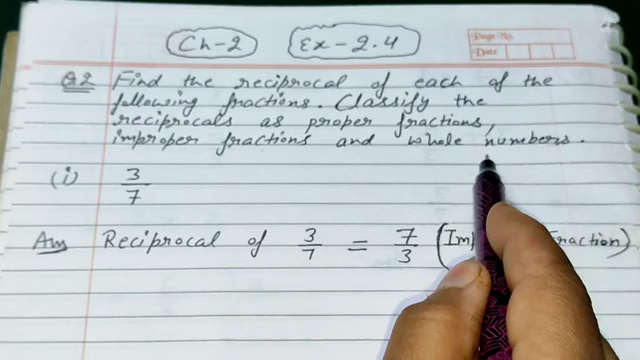 Ch-2 Ex-2.4
Page No.
Date
Q2 Find the reciprocal of each of the
following fractions. Classify the
reciprocals as proper fractions,
improper fractions and whole numbers.
(i) 3/7
Ans Reciprocal of 3/7 = 7/3 (Im fraction)